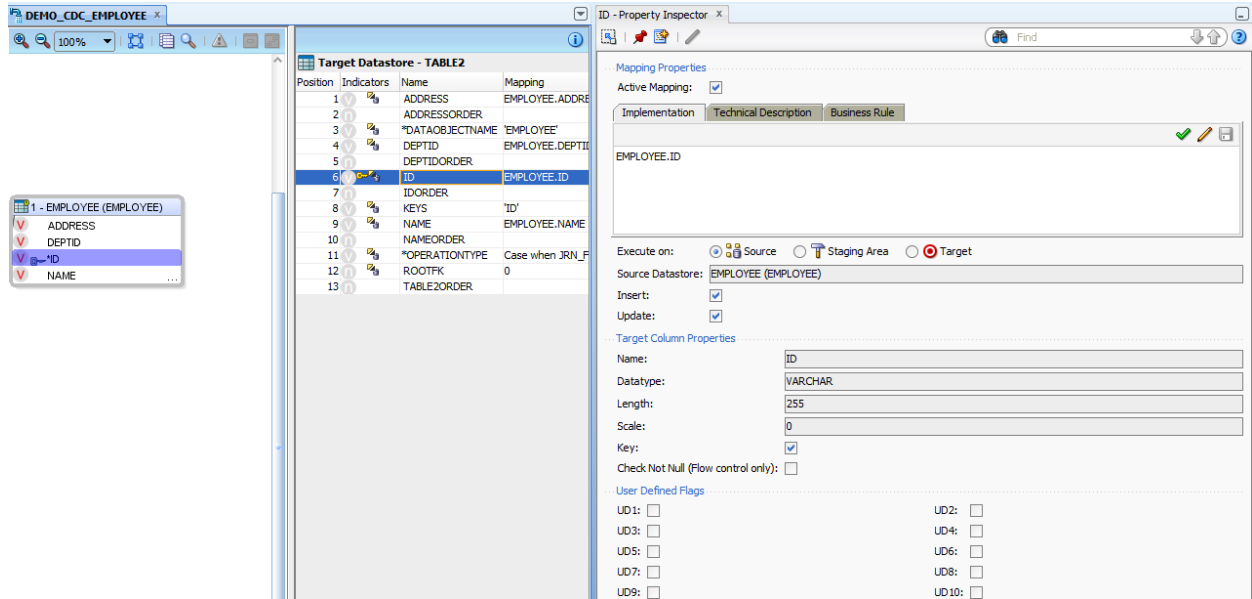 DEMO_CDC_EMPLOYEE x
100%
1 - EMPLOYEE (EMPLOYEE)
V ADDRESS
V DEPTID
V *ID
V NAME ...
Target Datastore - TABLE2
Position Indicators Name Mapping
1 V ADDRESS EMPLOYEE.ADDRE
2 n ADDRESSORDER
3 V *DATAOBJECTNAME 'EMPLOYEE'
4 V DEPTID EMPLOYEE.DEPTID
5 n DEPTIDORDER
6 V ID EMPLOYEE.ID
7 n IDORDER
8 V KEYS 'ID'
9 V NAME EMPLOYEE.NAME
10 n NAMEORDER
11 V *OPERATIONTYPE Case when JRN_F
12 V ROOTFK 0
13 n TABLE2ORDER
ID - Property Inspector x
Find
Mapping Properties
Active Mapping:
Implementation Technical Description Business Rule
EMPLOYEE.ID
Execute on: Source Staging Area Target
Source Datastore: EMPLOYEE (EMPLOYEE)
Insert:
Update:
Target Column Properties
Name: ID
Datatype: VARCHAR
Length: 255
Scale: 0
Key:
Check Not Null (Flow control only):
User Defined Flags
UD1: UD2:
UD3: UD4:
UD5: UD6:
UD7: UD8:
UD9: UD10: